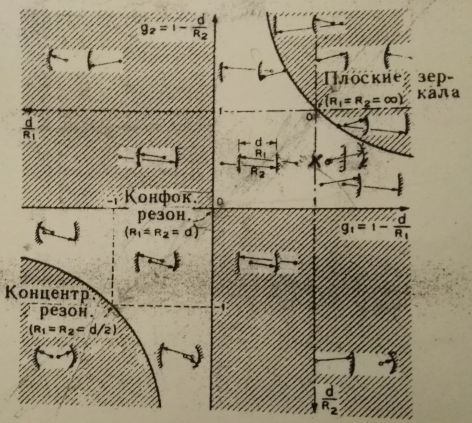 g₂ = 1 − d/R₂
Плоские зер-
кала
(R₁ = R₂ = ∞)
d/R₁
1
0
d
R₁
R₂
-1
Конфок.
резон.
(R₁ = R₂ = d)
0
g₁ = 1 − d/R₁
Концентр.
резон.
(R₁ = R₂ = d/2)
-1
d/R₂